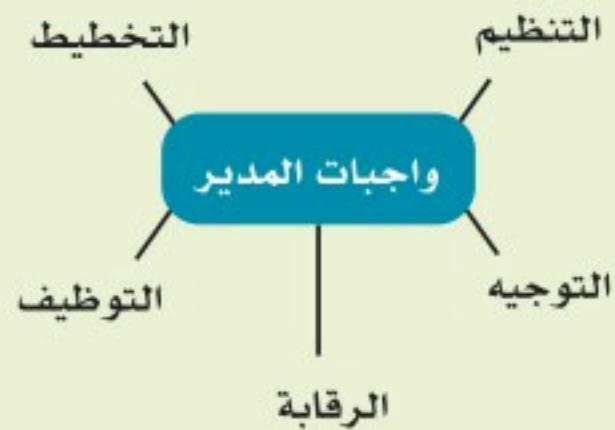 التنظيم
التخطيط
واجبات المدير
التوجيه
التوظيف
الرقابة